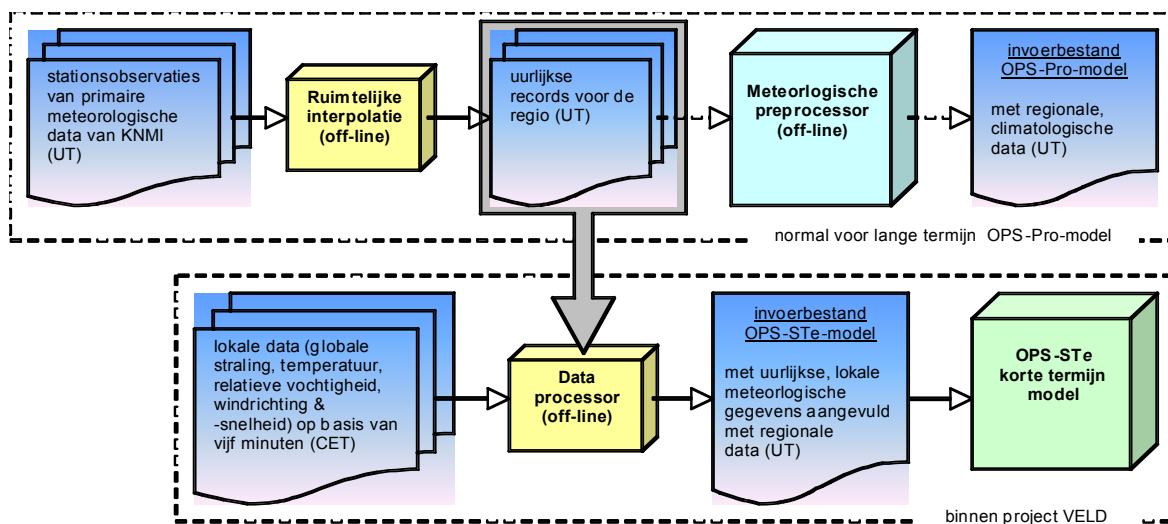 stationsobservaties
van primaire
meteorologische
data van KNMI
(UT)
Ruimtelijke
interpolatie
(off-line)
uurlijkse
records voor de
regio (UT)
Meteorlogische
preprocessor
(off-line)
invoerbestand
OPS-Pro-model
met regionale,
climatologische
data (UT)
normal voor lange termijn OPS-Pro-model
lokale data (globale
straling, temperatuur,
relatieve vochtigheid,
windrichting &
-snelheid) op basis van
vijf minuten (CET)
Data
processor
(off-line)
invoerbestand
OPS-STe-model
met uurlijkse, lokale
meteorlogische
gegevens aangevuld
met regionale
data (UT)
OPS-STe
korte termijn
model
binnen project VELD